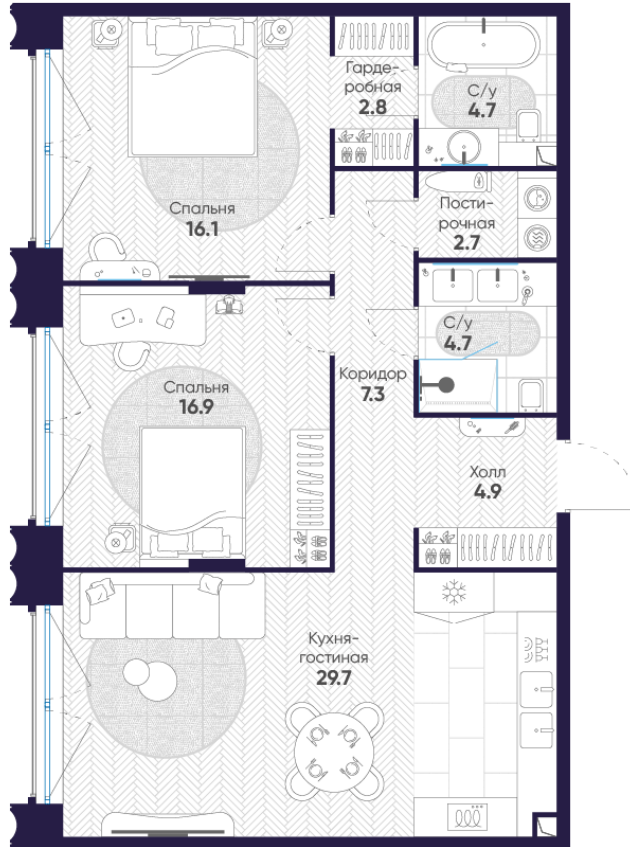 Гарде-
робная
2.8
С/у
4.7
Спальня
16.1
Пости-
рочная
2.7
С/у
4.7
Спальня
16.9
Коридор
7.3
Холл
4.9
Кухня-
гостиная
29.7